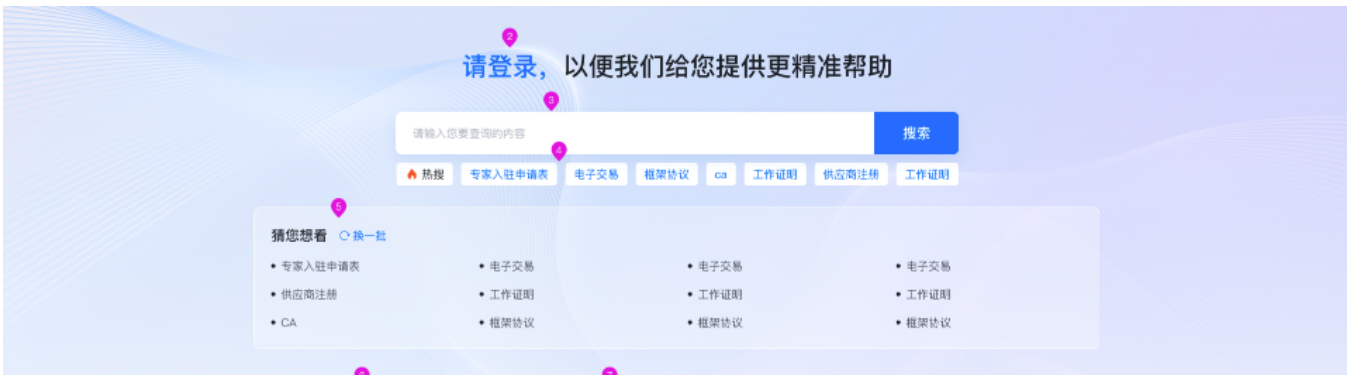 2
请登录，以便我们给您提供更精准帮助
3
请输入您要查询的内容 搜索
4
热搜 专家入驻申请表 电子交易 框架协议 ca 工作证明 供应商注册 工作证明
5
猜您想看 换一批
• 专家入驻申请表 • 电子交易 • 电子交易 • 电子交易
• 供应商注册 • 工作证明 • 工作证明 • 工作证明
• CA • 框架协议 • 框架协议 • 框架协议
7